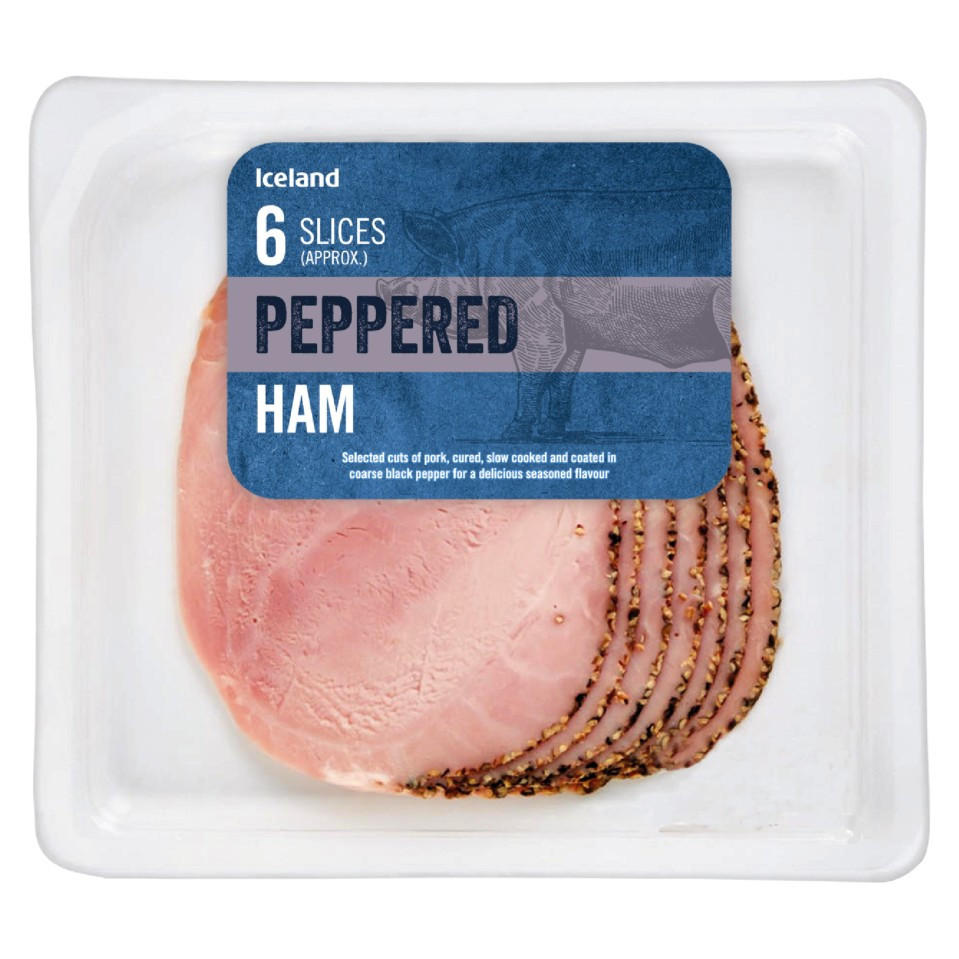 Iceland
6 SLICES
(APPROX.)
PEPPERED
HAM
Selected cuts of pork, cured, slow cooked and coated in
coarse black pepper for a delicious seasoned flavour